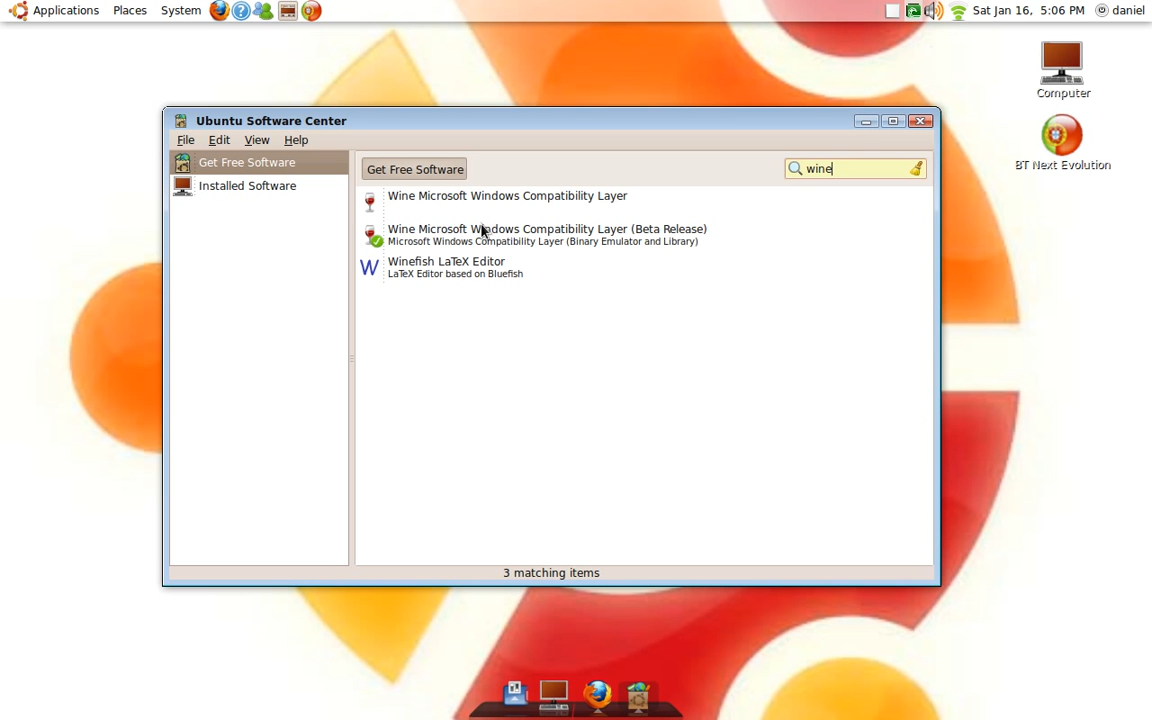 Applications Places System Sat Jan 16, 5:06 PM daniel
Computer
BT Next Evolution
Ubuntu Software Center
File Edit View Help
Get Free Software
Installed Software
Get Free Software
wine
Wine Microsoft Windows Compatibility Layer
Wine Microsoft Windows Compatibility Layer (Beta Release)
Microsoft Windows Compatibility Layer (Binary Emulator and Library)
W
Winefish LaTeX Editor
LaTeX Editor based on Bluefish
3 matching items